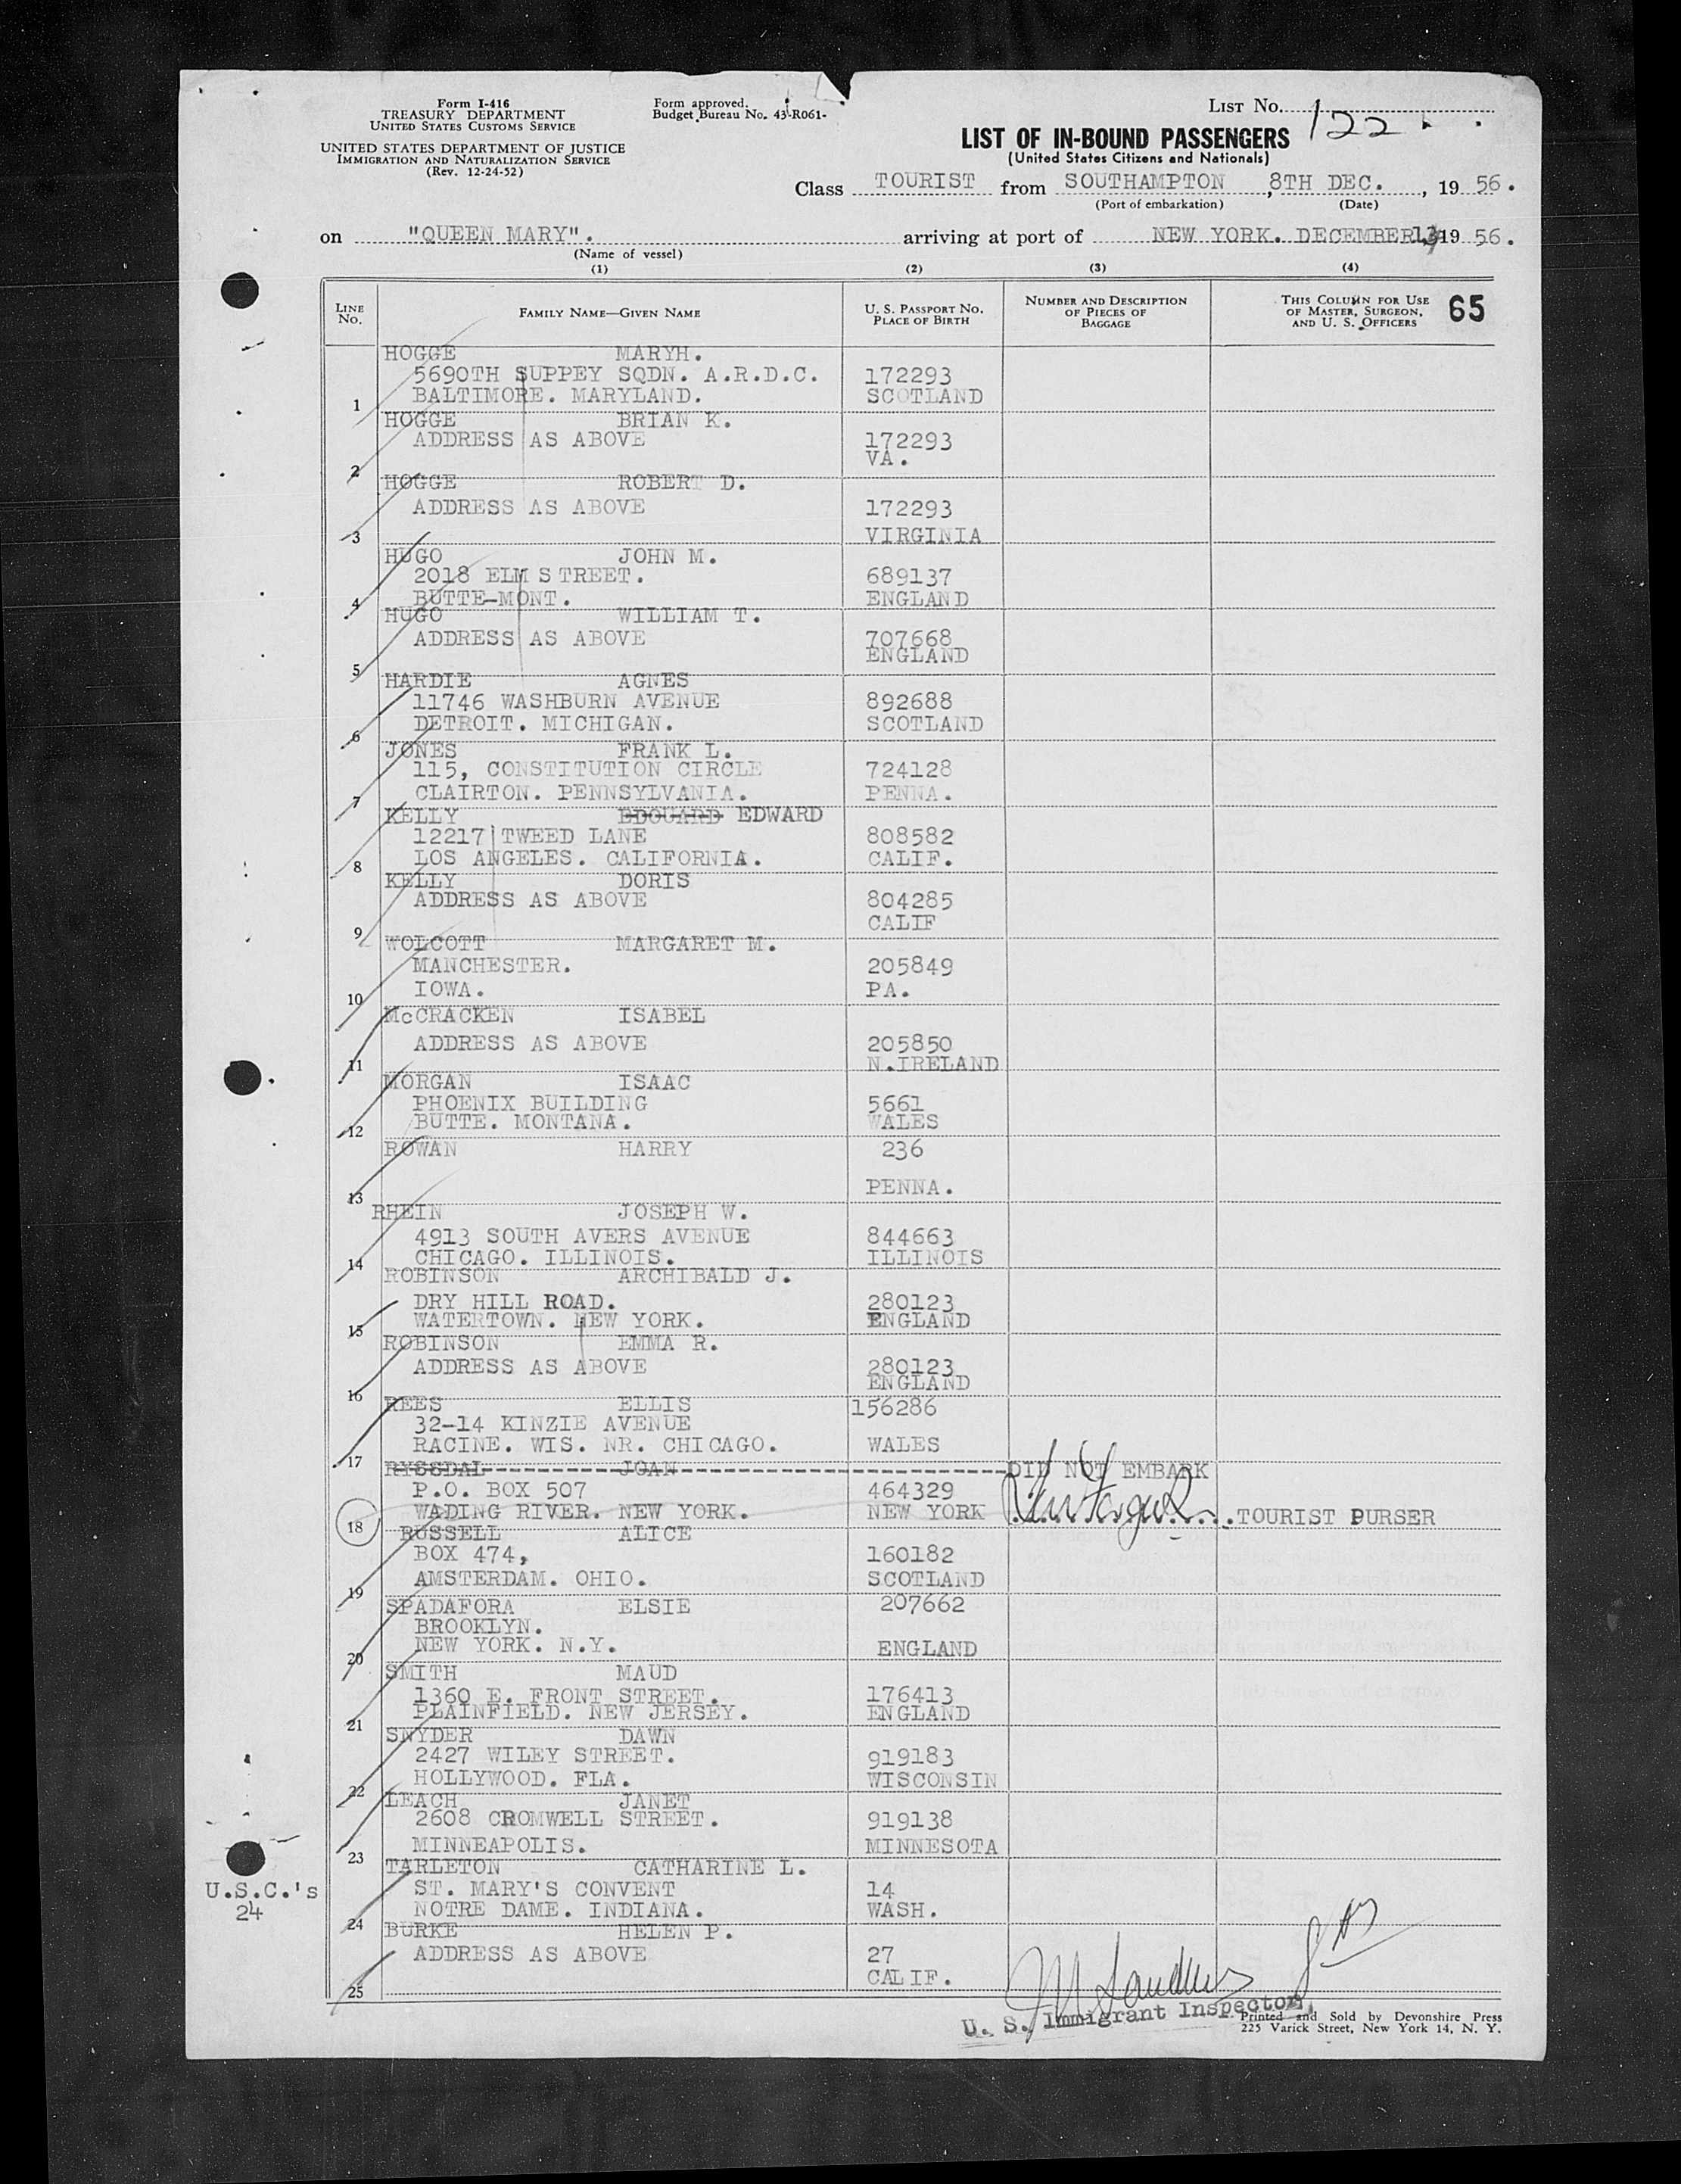 Form I-416
TREASURY DEPARTMENT
UNITED STATES CUSTOMS SERVICE
UNITED STATES DEPARTMENT OF JUSTICE
IMMIGRATION AND NATURALIZATION SERVICE
(Rev. 12-24-52)
Form approved.
Budget Bureau No. 43-R061-
LIST NO. 122
LIST OF IN-BOUND PASSENGERS
(United States Citizens and Nationals)
Class TOURIST from SOUTHAMPTON , 8TH DEC. , 19 56.
(Port of embarkation) (Date)
on "QUEEN MARY". arriving at port of NEW YORK. DECEMBER 19 56.
(Name of vessel)
(1) (2) (3) (4)
LINE NO. FAMILY NAME—GIVEN NAME U. S. PASSPORT NO. PLACE OF BIRTH NUMBER AND DESCRIPTION OF PIECES OF BAGGAGE THIS COLUMN FOR USE OF MASTER, SURGEON, AND U. S. OFFICERS 65
HOGGE MARYH.
5690TH SUPPEY SQDN. A.R.D.C. 172293
1 BALTIMORE. MARYLAND. SCOTLAND
HOGGE BRIAN K.
ADDRESS AS ABOVE 172293
2 VA.
HOGGE ROBERT D.
ADDRESS AS ABOVE 172293
3 VIRGINIA
HUGO JOHN M.
2018 ELM STREET. 689137
4 BUTTE-MONT. ENGLAND
HUGO WILLIAM T.
ADDRESS AS ABOVE 707668
5 ENGLAND
HARDIE AGNES
11746 WASHBURN AVENUE 892688
6 DETROIT. MICHIGAN. SCOTLAND
JONES FRANK L.
115, CONSTITUTION CIRCLE 724128
7 CLAIRTON. PENNSYLVANIA. PENNA.
KELLY EDOUARD EDWARD
12217 TWEED LANE 808582
8 LOS ANGELES. CALIFORNIA. CALIF.
KELLY DORIS
ADDRESS AS ABOVE 804285
9 CALIF
WOLCOTT MARGARET M.
MANCHESTER. 205849
10 IOWA. PA.
McCRACKEN ISABEL
ADDRESS AS ABOVE 205850
11 N.IRELAND
MORGAN ISAAC
PHOENIX BUILDING 5661
12 BUTTE. MONTANA. WALES
ROWAN HARRY 236
13 PENNA.
RHEIN JOSEPH W.
4913 SOUTH AVERS AVENUE 844663
14 CHICAGO. ILLINOIS. ILLINOIS
ROBINSON ARCHIBALD J.
DRY HILL ROAD. 280123
15 WATERTOWN. NEW YORK. ENGLAND
ROBINSON EMMA R.
ADDRESS AS ABOVE 280123
16 ENGLAND
REES ELLIS 156286
32-14 KINZIE AVENUE
17 RACINE. WIS. NR. CHICAGO. WALES
RYSSDAL JOAN DID NOT EMBARK
P.O. BOX 507 464329
18 WADING RIVER. NEW YORK. NEW YORK TOURIST PURSER
RUSSELL ALICE
BOX 474, 160182
19 AMSTERDAM. OHIO. SCOTLAND
SPADAFORA ELSIE 207662
BROOKLYN.
20 NEW YORK. N.Y. ENGLAND
SMITH MAUD
1360 E. FRONT STREET. 176413
21 PLAINFIELD. NEW JERSEY. ENGLAND
SNYDER DAWN
2427 WILEY STREET. 919183
22 HOLLYWOOD. FLA. WISCONSIN
LEACH JANET
2608 CROMWELL STREET. 919138
23 MINNEAPOLIS. MINNESOTA
TARLETON CATHARINE L.
ST. MARY'S CONVENT 14
24 NOTRE DAME. INDIANA. WASH.
BURKE HELEN P.
ADDRESS AS ABOVE 27
25 CALIF.
U.S.C.'s
24
U. S. Immigrant Inspector
Printed and Sold by Devonshire Press
225 Varick Street, New York 14, N. Y.